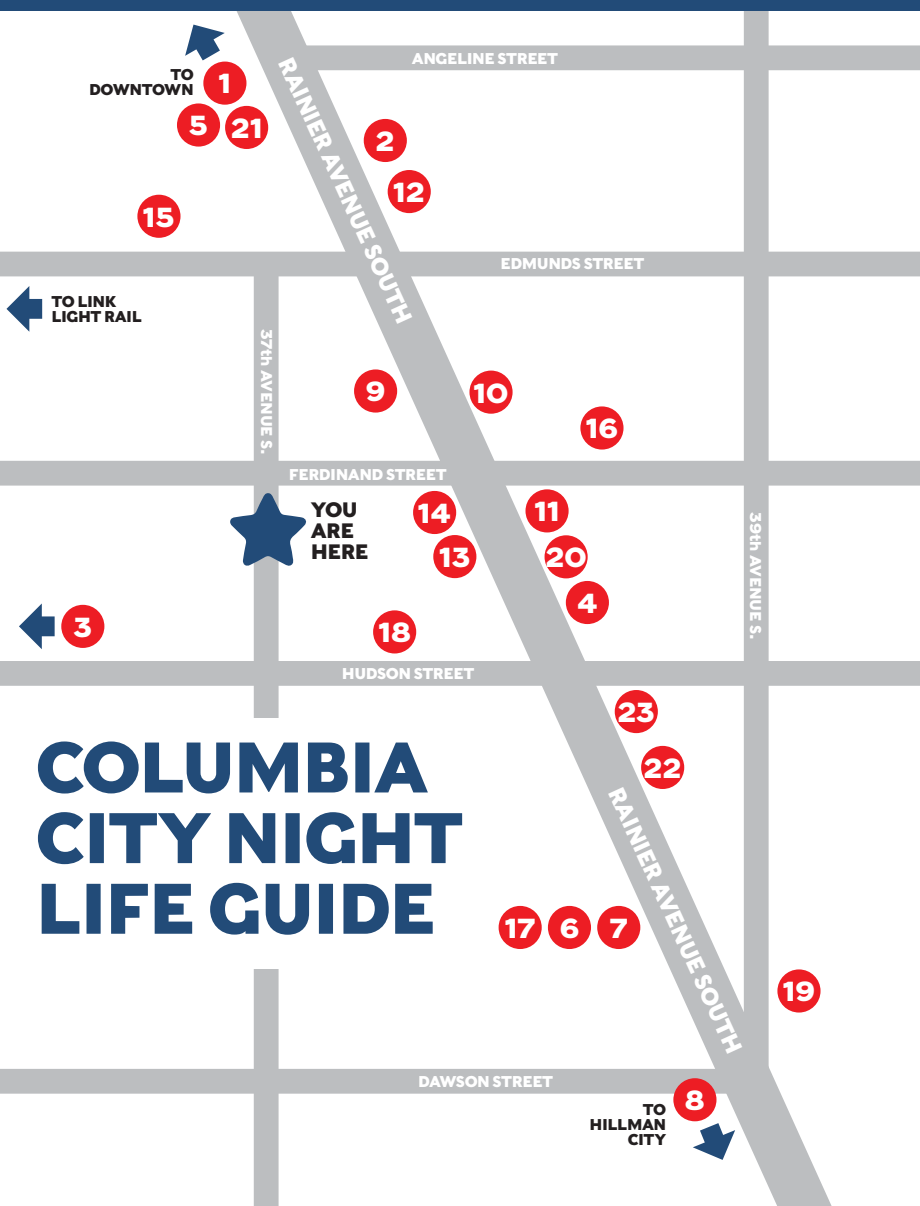 ANGELINE STREET
TO
DOWNTOWN
1
5
21
RAINIER AVENUE SOUTH
2
12
15
EDMUNDS STREET
TO LINK
LIGHT RAIL
37th AVENUE S.
9
10
16
FERDINAND STREET
YOU
ARE
HERE
14
13
11
20
4
39th AVENUE S.
3
18
HUDSON STREET
23
22
COLUMBIA
CITY NIGHT
LIFE GUIDE
RAINIER AVENUE SOUTH
17
6
7
19
DAWSON STREET
8
TO
HILLMAN
CITY